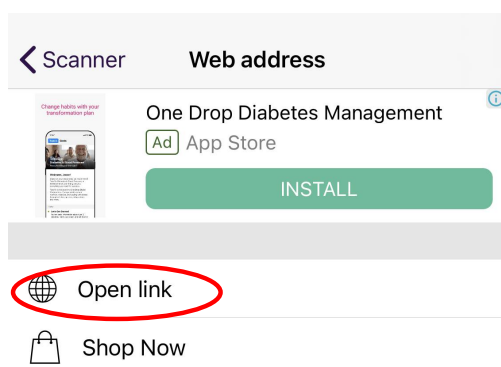 Scanner
Web address
Change habits with your
transformation plan
One Drop Diabetes Management
Ad App Store
INSTALL
Open link
Shop Now